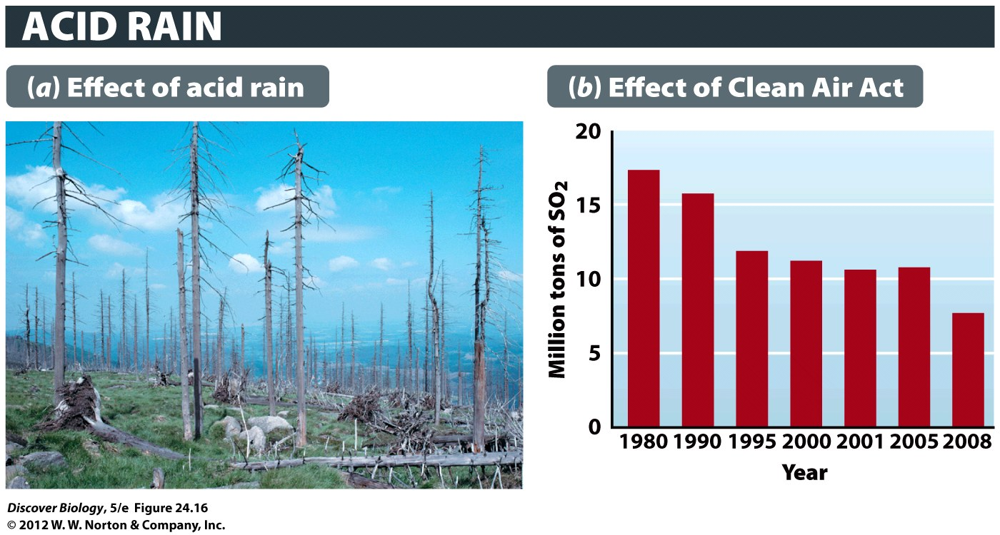 ACID RAIN
(a) Effect of acid rain
(b) Effect of Clean Air Act
20
15
10
5
0
Million tons of SO₂
1980 1990 1995 2000 2001 2005 2008
Year
Discover Biology, 5/e Figure 24.16
© 2012 W. W. Norton & Company, Inc.